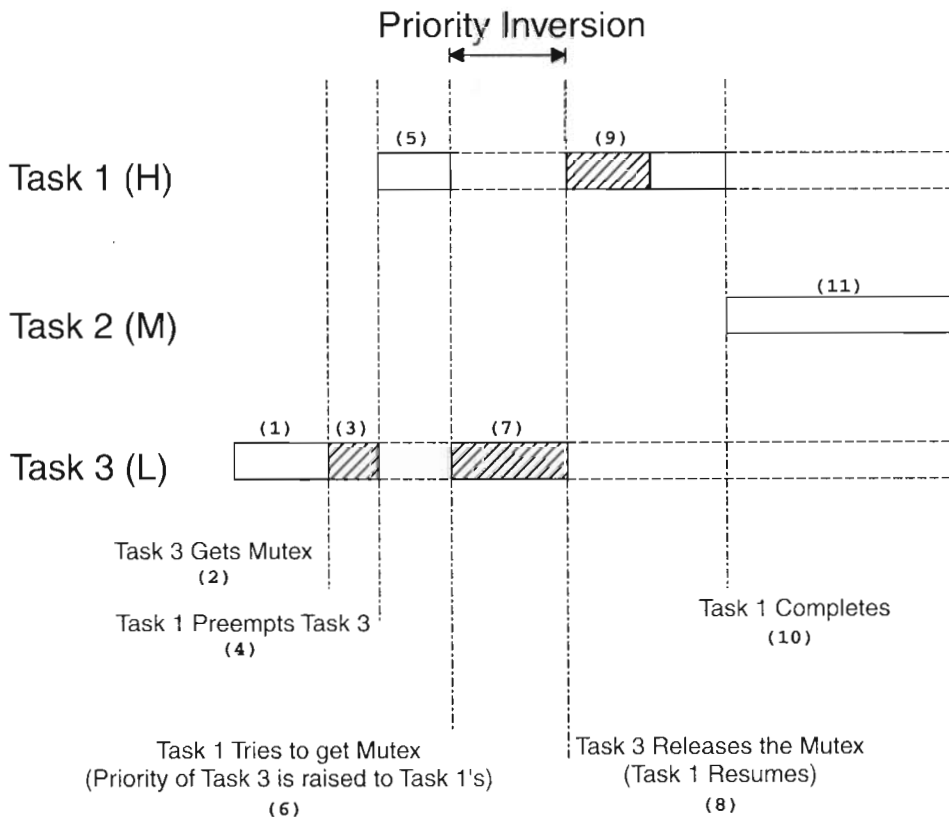 Priority Inversion
(5)
(9)
Task 1 (H)
(11)
Task 2 (M)
(1)
(3)
(7)
Task 3 (L)
Task 3 Gets Mutex
(2)
Task 1 Preempts Task 3
(4)
Task 1 Completes
(10)
Task 1 Tries to get Mutex
(Priority of Task 3 is raised to Task 1's)
(6)
Task 3 Releases the Mutex
(Task 1 Resumes)
(8)